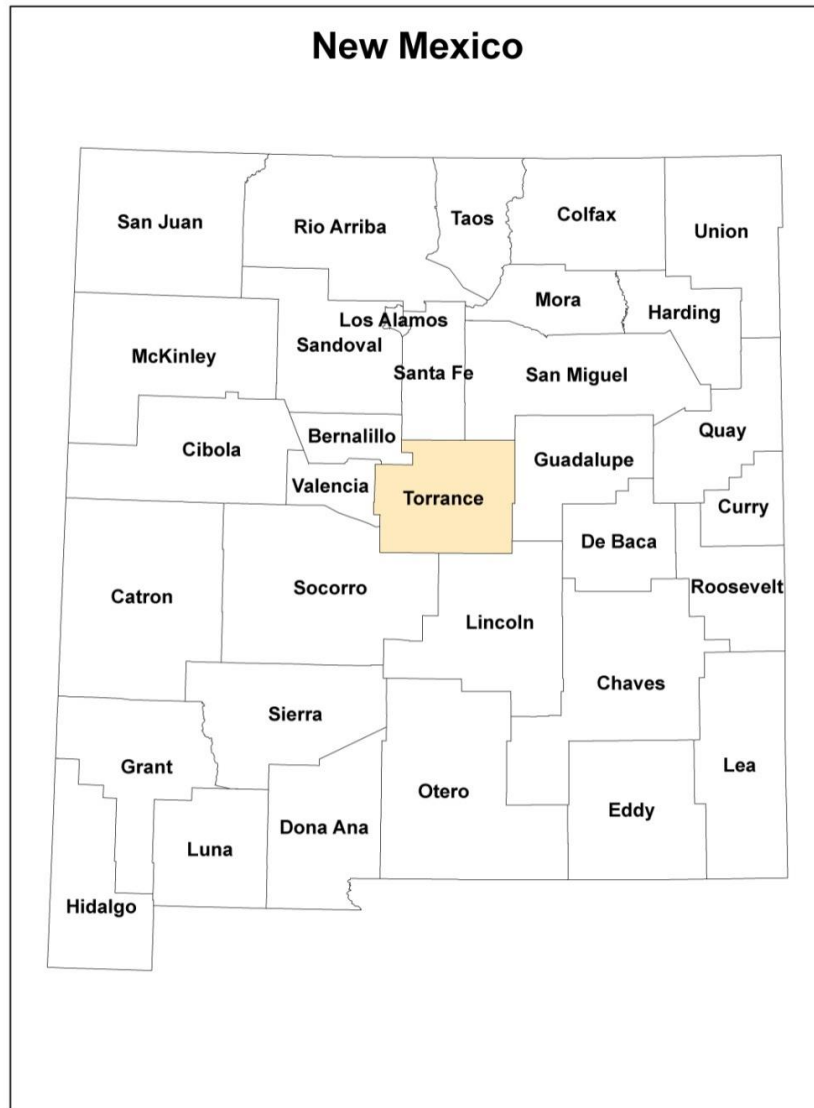 New Mexico
San Juan
Rio Arriba
Taos
Colfax
Union
Mora
Harding
Los Alamos
Sandoval
McKinley
Santa Fe
San Miguel
Quay
Bernalillo
Cibola
Guadalupe
Valencia
Torrance
Curry
De Baca
Roosevelt
Socorro
Catron
Lincoln
Chaves
Sierra
Lea
Grant
Otero
Eddy
Dona Ana
Luna
Hidalgo